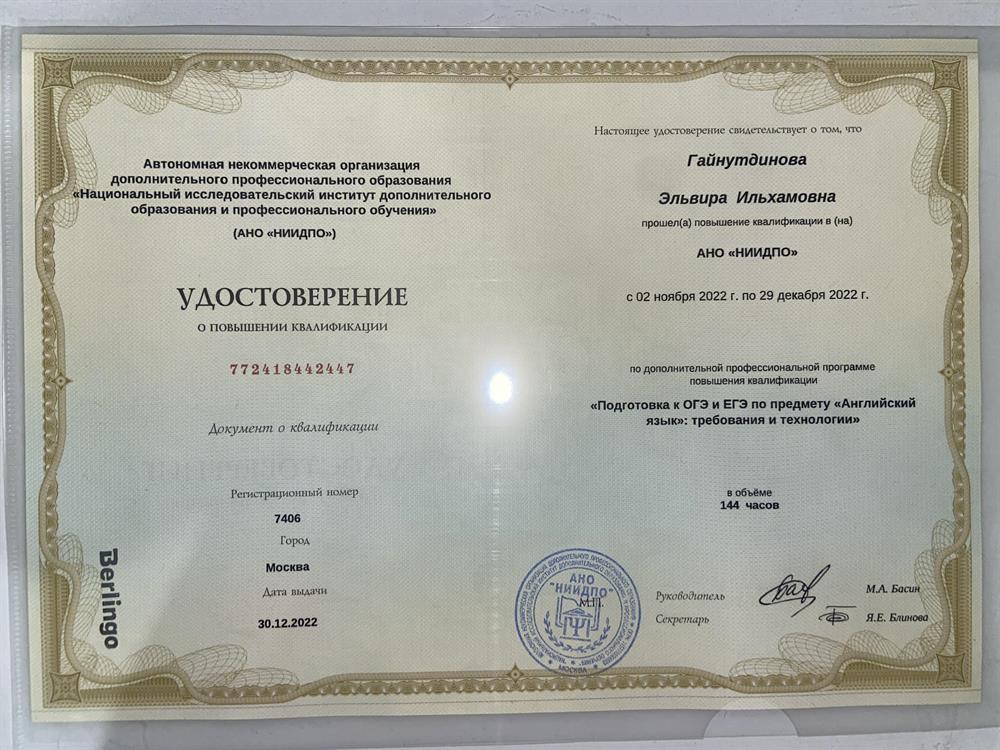 Автономная некоммерческая организация
дополнительного профессионального образования
«Национальный исследовательский институт дополнительного
образования и профессионального обучения»
(АНО «НИИДПО»)
УДОСТОВЕРЕНИЕ
О ПОВЫШЕНИИ КВАЛИФИКАЦИИ
772418442447
Документ о квалификации
Регистрационный номер
7406
Город
Москва
Дата выдачи
30.12.2022
Berlingo
Настоящее удостоверение свидетельствует о том, что
Гайнутдинова
Эльвира Ильхамовна
прошел(а) повышение квалификации в (на)
АНО «НИИДПО»
с 02 ноября 2022 г. по 29 декабря 2022 г.
по дополнительной профессиональной программе
повышения квалификации
«Подготовка к ОГЭ и ЕГЭ по предмету «Английский
язык»: требования и технологии»
в объёме
144 часов
АНО
"НИИДПО"
М.П.
МОСКВА
Руководитель
М.А. Басин
Секретарь
Я.Е. Блинова